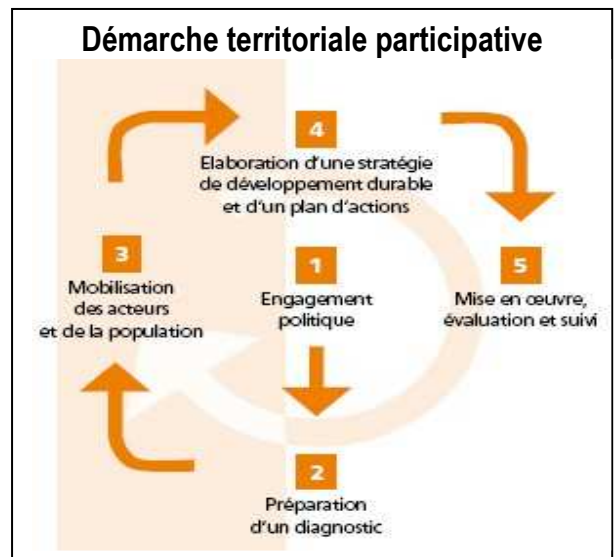 Démarche territoriale participative
4
Elaboration d'une stratégie
de développement durable
et d'un plan d'actions
3
Mobilisation
des acteurs
et de la population
1
Engagement
politique
5
Mise en œuvre,
évaluation et suivi
2
Préparation
d'un diagnostic